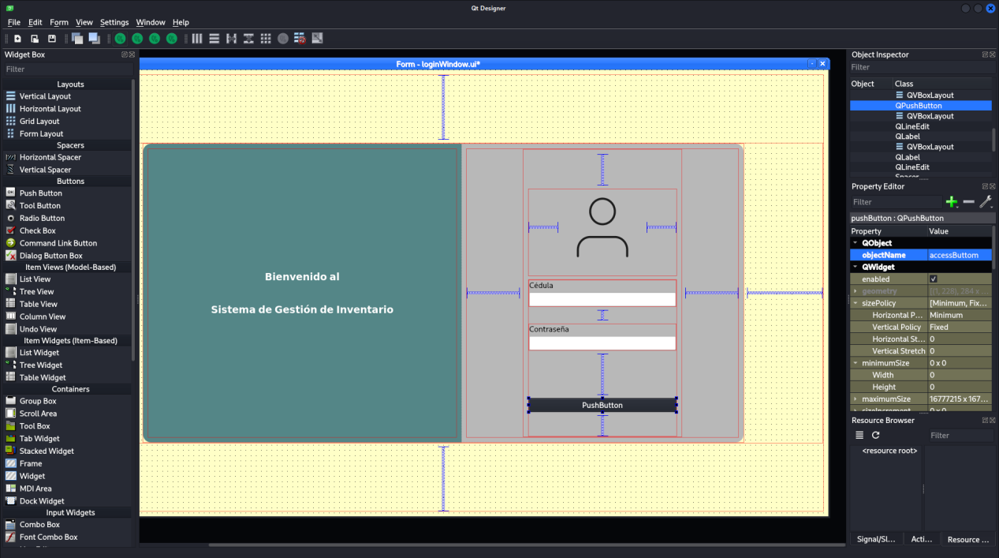 Qt Designer
File Edit Form View Settings Window Help
Widget Box
Filter
Layouts
Vertical Layout
Horizontal Layout
Grid Layout
Form Layout
Spacers
Horizontal Spacer
Vertical Spacer
Buttons
Push Button
Tool Button
Radio Button
Check Box
Command Link Button
Dialog Button Box
Item Views (Model-Based)
List View
Tree View
Table View
Column View
Undo View
Item Widgets (Item-Based)
List Widget
Tree Widget
Table Widget
Containers
Group Box
Scroll Area
Tool Box
Tab Widget
Stacked Widget
Frame
Widget
MDI Area
Dock Widget
Input Widgets
Combo Box
Font Combo Box
Form - loginWindow.ui*
Bienvenido al
Sistema de Gestión de Inventario
Cédula
Contraseña
PushButton
Object Inspector
Filter
Object Class
QVBoxLayout
QPushButton
QVBoxLayout
QLineEdit
QLabel
QVBoxLayout
QLabel
QLineEdit
Spacer
Property Editor
Filter
pushButton : QPushButton
Property Value
QObject
objectName accessButtom
QWidget
enabled
geometry [(1, 228), 284 x ...
sizePolicy [Minimum, Fix...
Horizontal P... Minimum
Vertical Policy Fixed
Horizontal St... 0
Vertical Stretch 0
minimumSize 0 x 0
Width 0
Height 0
maximumSize 16777215 x 167...
sizeIncrement 0 x 0
Resource Browser
Filter
<resource root>
Signal/Sl... Acti... Resource ...